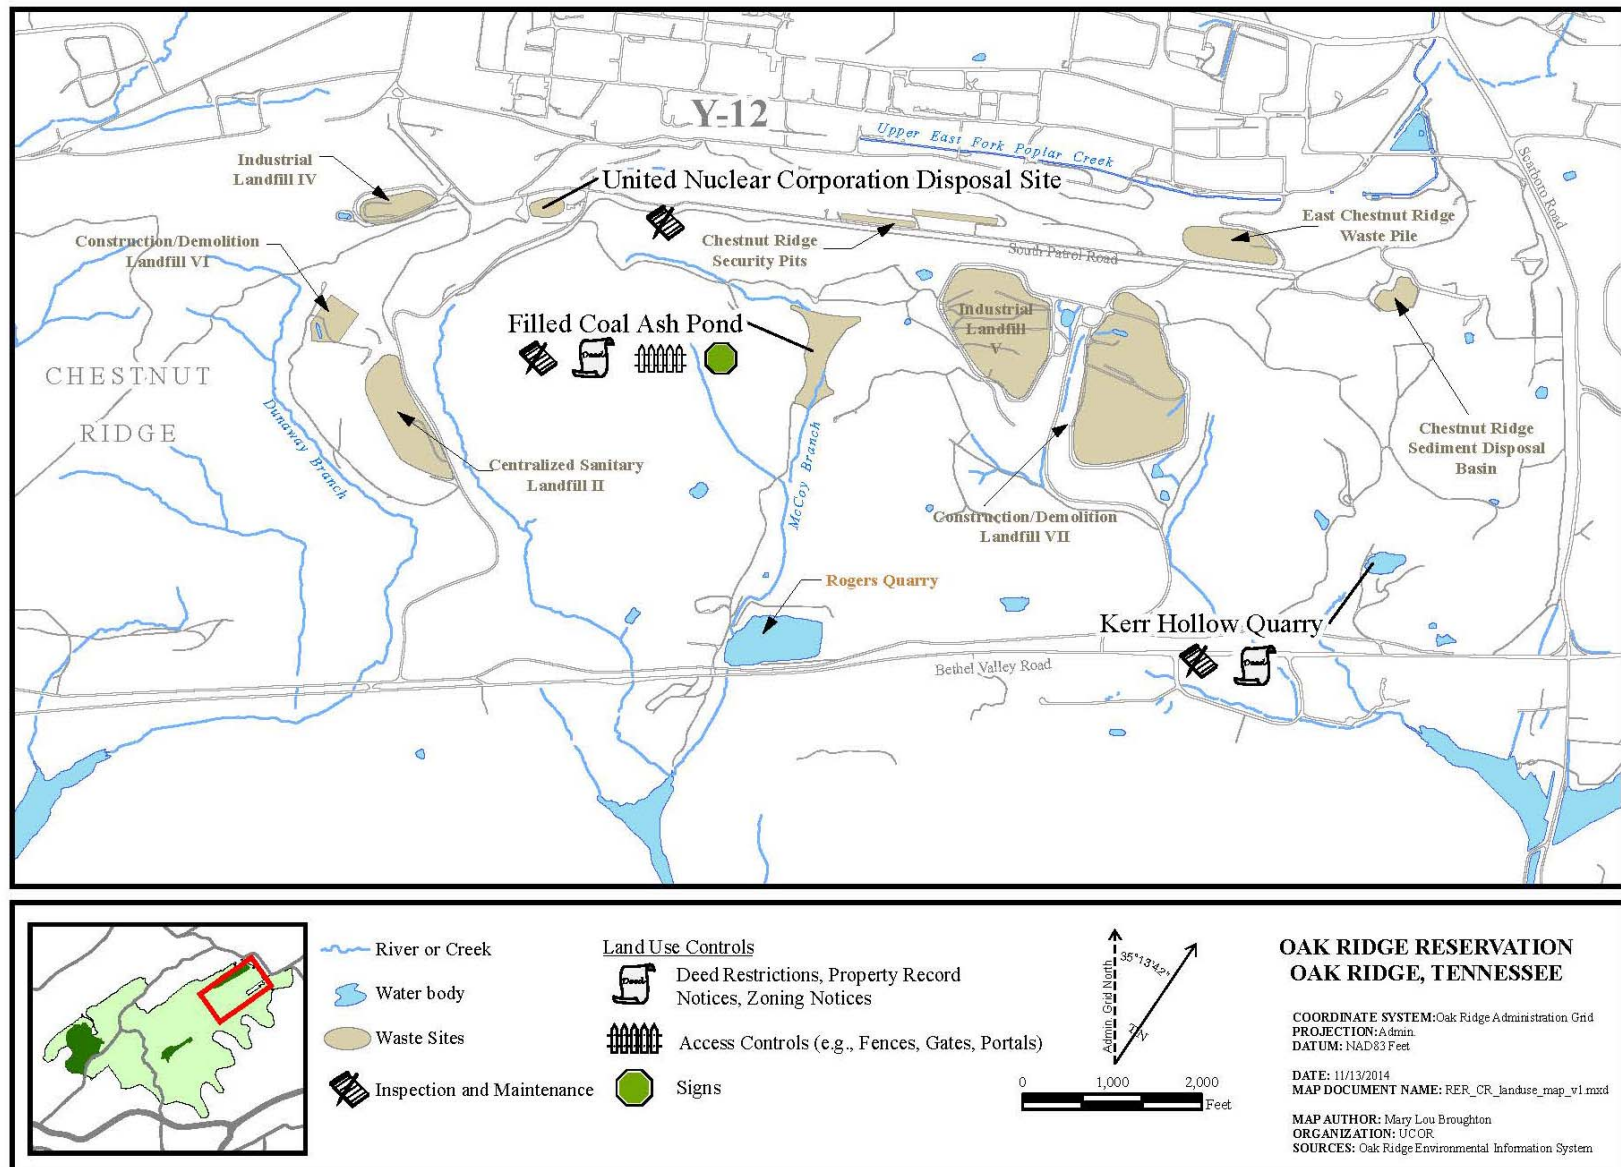 Y-12
Upper East Fork Poplar Creek
Scarboro Road
Industrial
Landfill IV
United Nuclear Corporation Disposal Site
East Chestnut Ridge
Waste Pile
Construction/Demolition
Landfill VI
Chestnut Ridge
Security Pits
South Patrol Road
Filled Coal Ash Pond
Deed
Industrial
Landfill
V
CHESTNUT
RIDGE
Dunaway Branch
McCoy Branch
Chestnut Ridge
Sediment Disposal
Basin
Centralized Sanitary
Landfill II
Construction/Demolition
Landfill VII
Rogers Quarry
Kerr Hollow Quarry
Deed
Bethel Valley Road
River or Creek
Water body
Waste Sites
Inspection and Maintenance
Land Use Controls
Deed
Deed Restrictions, Property Record
Notices, Zoning Notices
Access Controls (e.g., Fences, Gates, Portals)
Signs
Admin. Grid North
35°13'42"
TN
0 1,000 2,000
Feet
OAK RIDGE RESERVATION
OAK RIDGE, TENNESSEE
COORDINATE SYSTEM:Oak Ridge Administration Grid
PROJECTION:Admin
DATUM: NAD83 Feet
DATE: 11/13/2014
MAP DOCUMENT NAME: RER_CR_landuse_map_v1.mxd
MAP AUTHOR: Mary Lou Broughton
ORGANIZATION: UCOR
SOURCES: Oak Ridge Environmental Information System